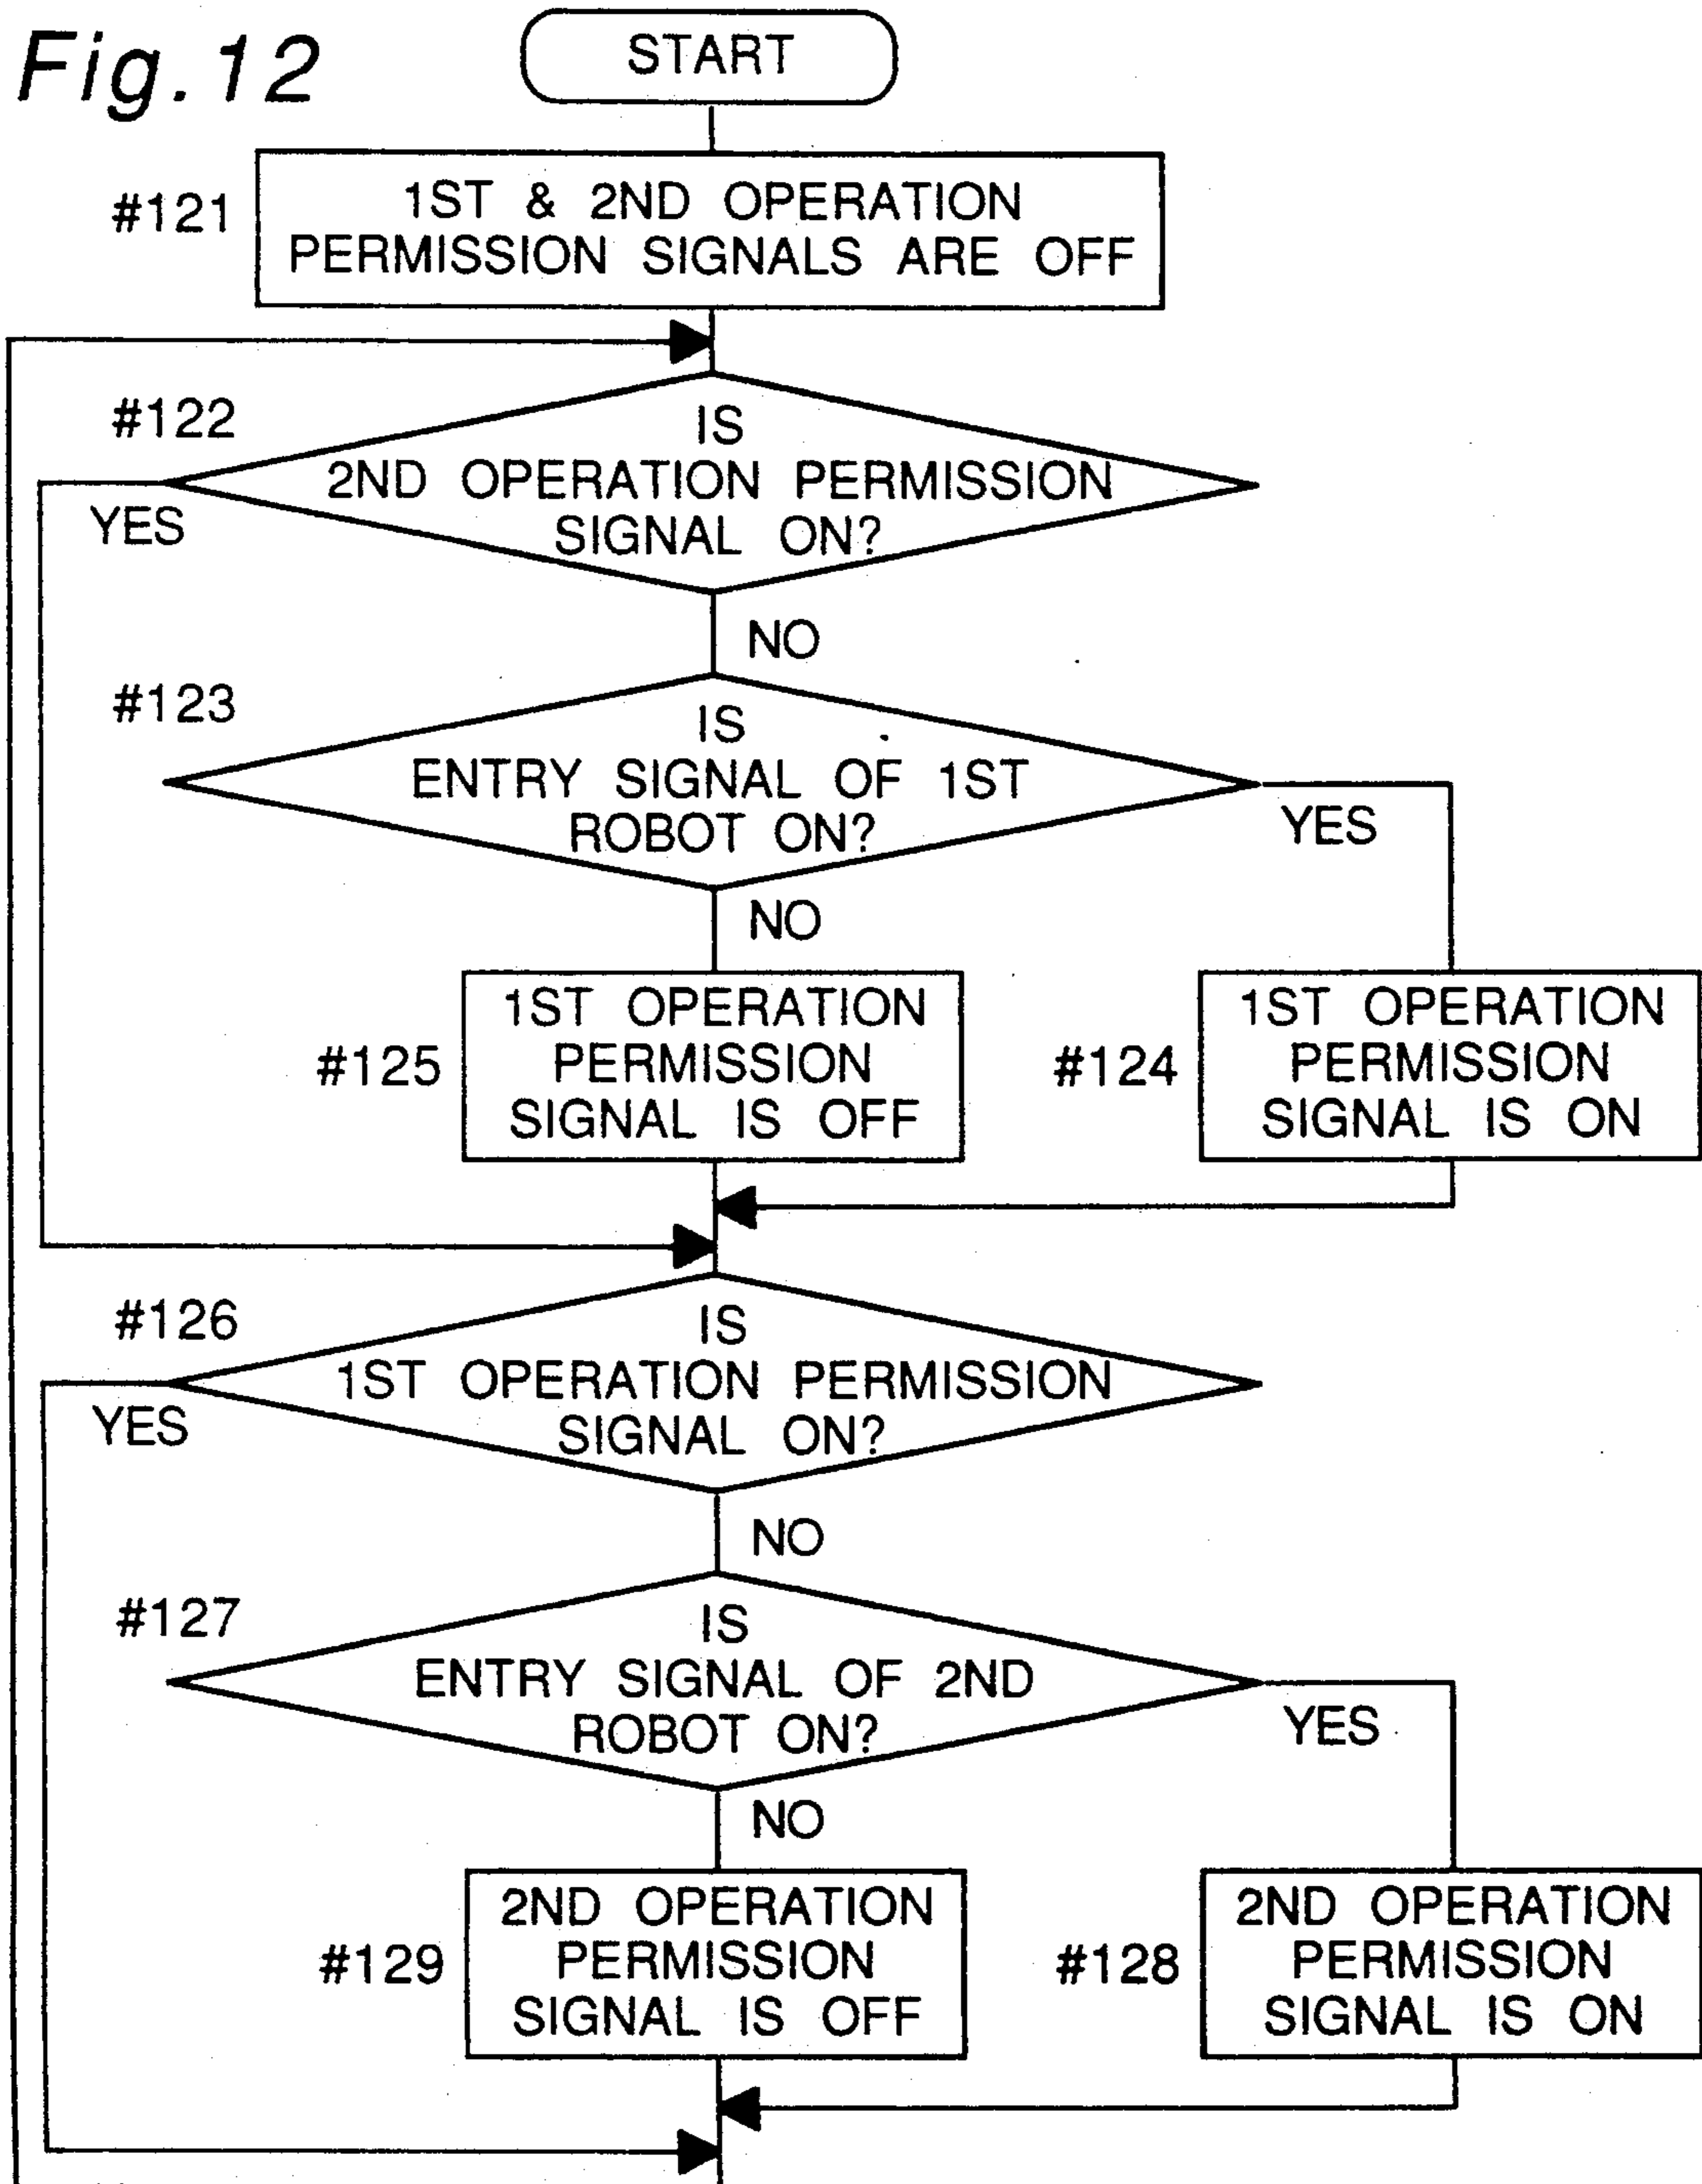 Fig.12
START
#121
1ST & 2ND OPERATION
PERMISSION SIGNALS ARE OFF
#122
IS
2ND OPERATION PERMISSION
SIGNAL ON?
YES
NO
#123
IS
ENTRY SIGNAL OF 1ST
ROBOT ON?
YES
NO
#125
1ST OPERATION
PERMISSION
SIGNAL IS OFF
#124
1ST OPERATION
PERMISSION
SIGNAL IS ON
#126
IS
1ST OPERATION PERMISSION
SIGNAL ON?
YES
NO
#127
IS
ENTRY SIGNAL OF 2ND
ROBOT ON?
YES
NO
#129
2ND OPERATION
PERMISSION
SIGNAL IS OFF
#128
2ND OPERATION
PERMISSION
SIGNAL IS ON